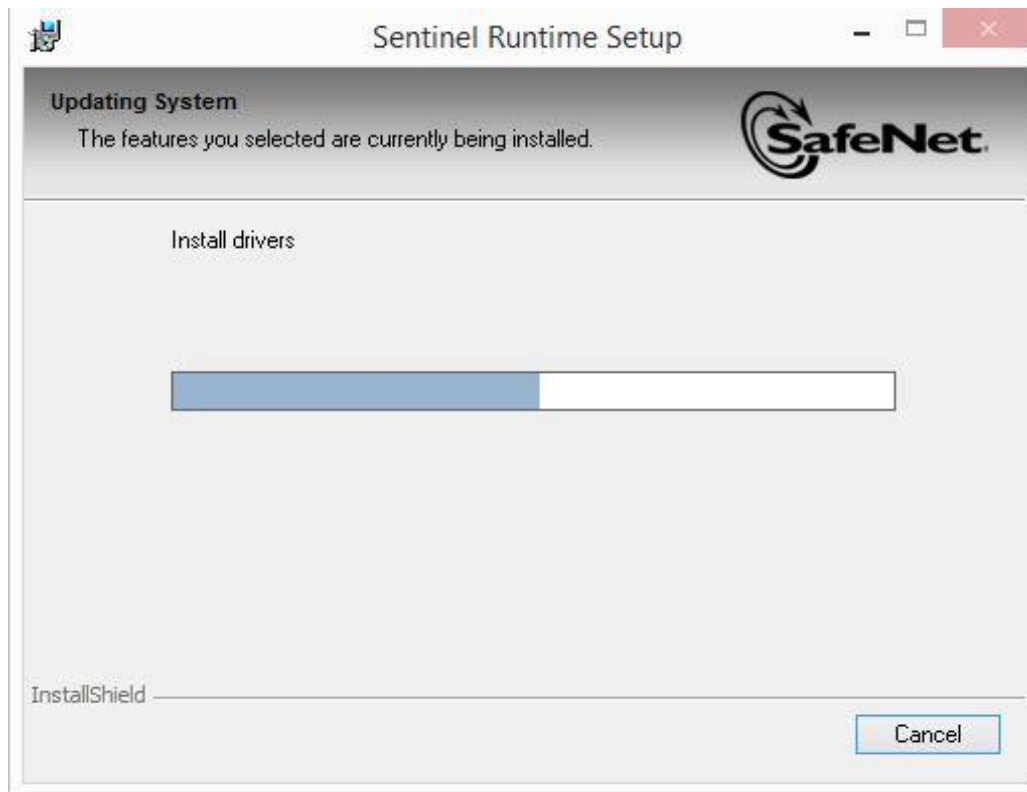 Sentinel Runtime Setup
Updating System
The features you selected are currently being installed.
SafeNet.
Install drivers
InstallShield
Cancel